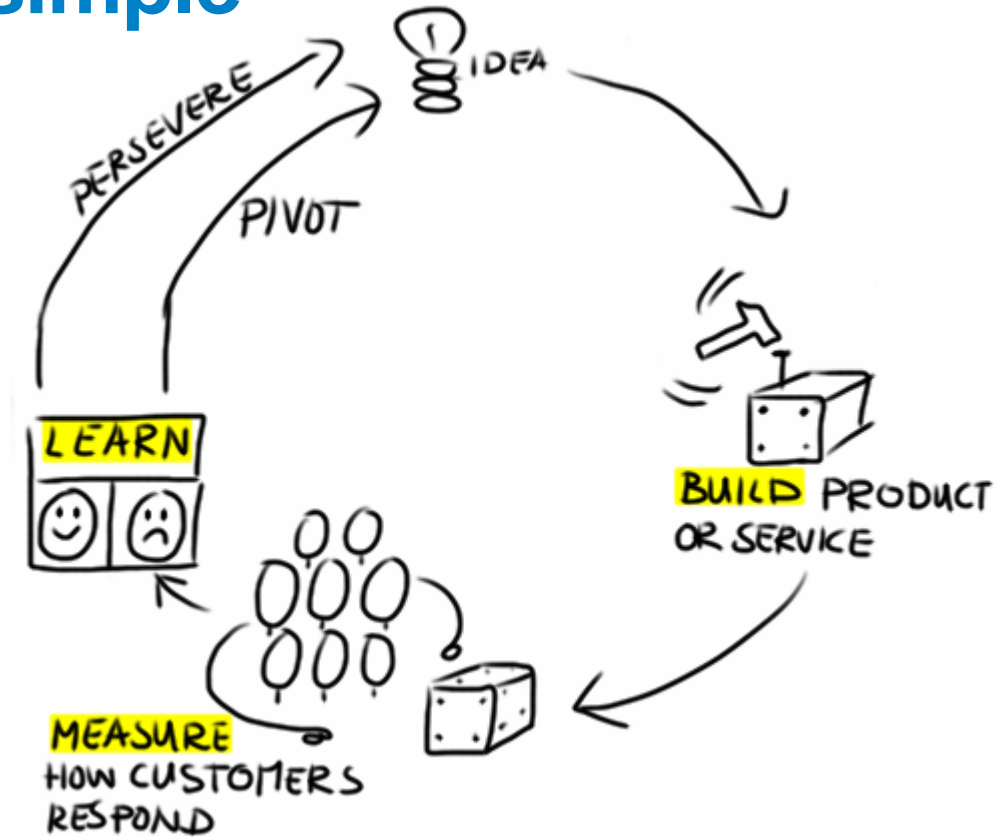 simple
IDEA
PERSEVERE
PIVOT
LEARN
BUILD PRODUCT
OR SERVICE
MEASURE
HOW CUSTOMERS
RESPOND